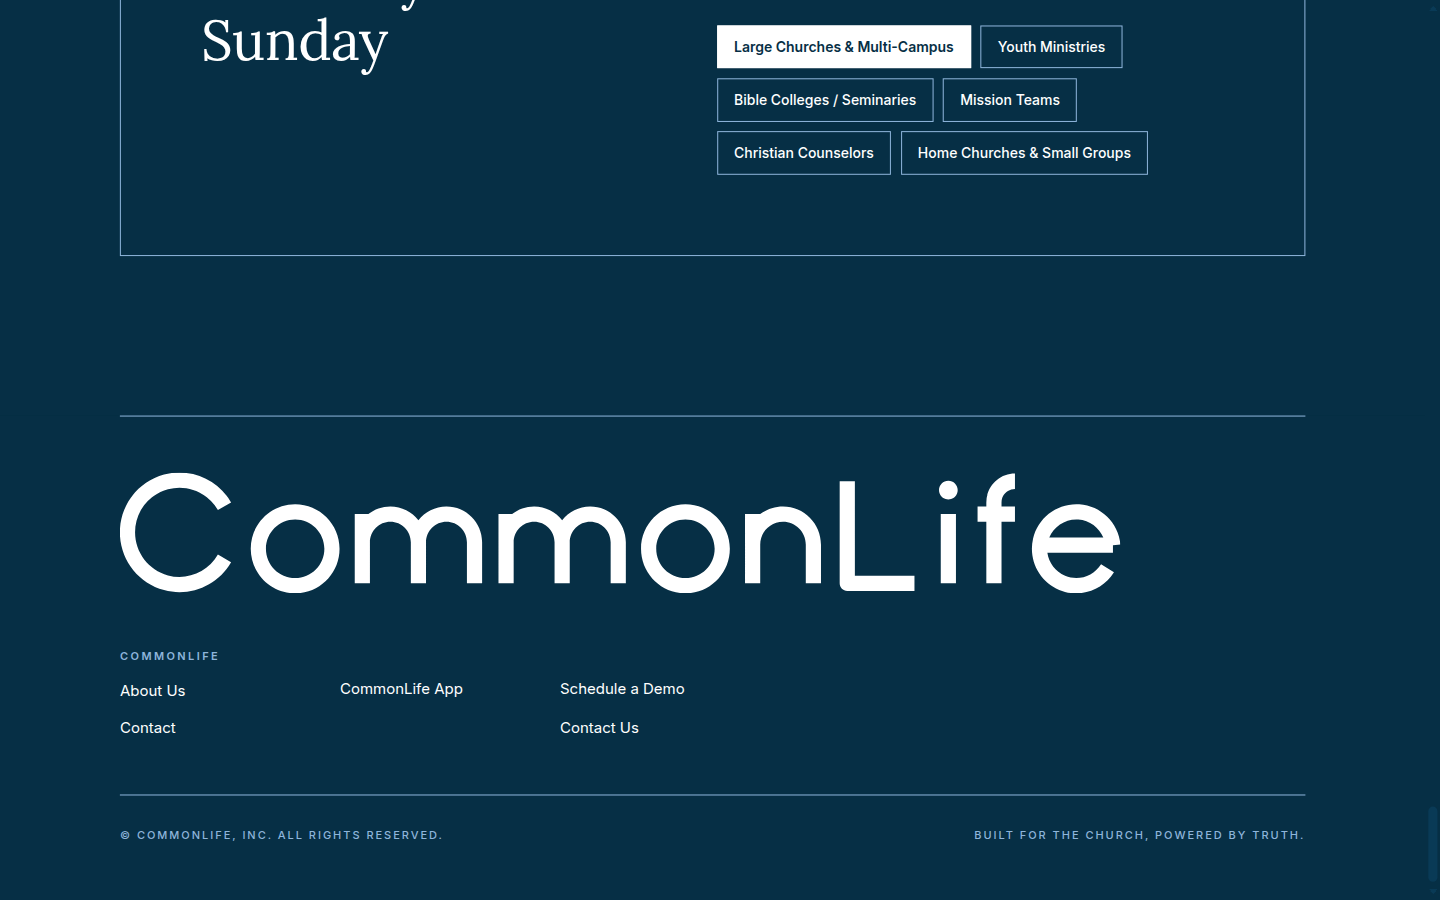 Sunday
Large Churches & Multi-Campus
Youth Ministries
Bible Colleges / Seminaries
Mission Teams
Christian Counselors
Home Churches & Small Groups
CommonLife
COMMONLIFE
About Us
CommonLife App
Schedule a Demo
Contact
Contact Us
© COMMONLIFE, INC. ALL RIGHTS RESERVED.
BUILT FOR THE CHURCH, POWERED BY TRUTH.